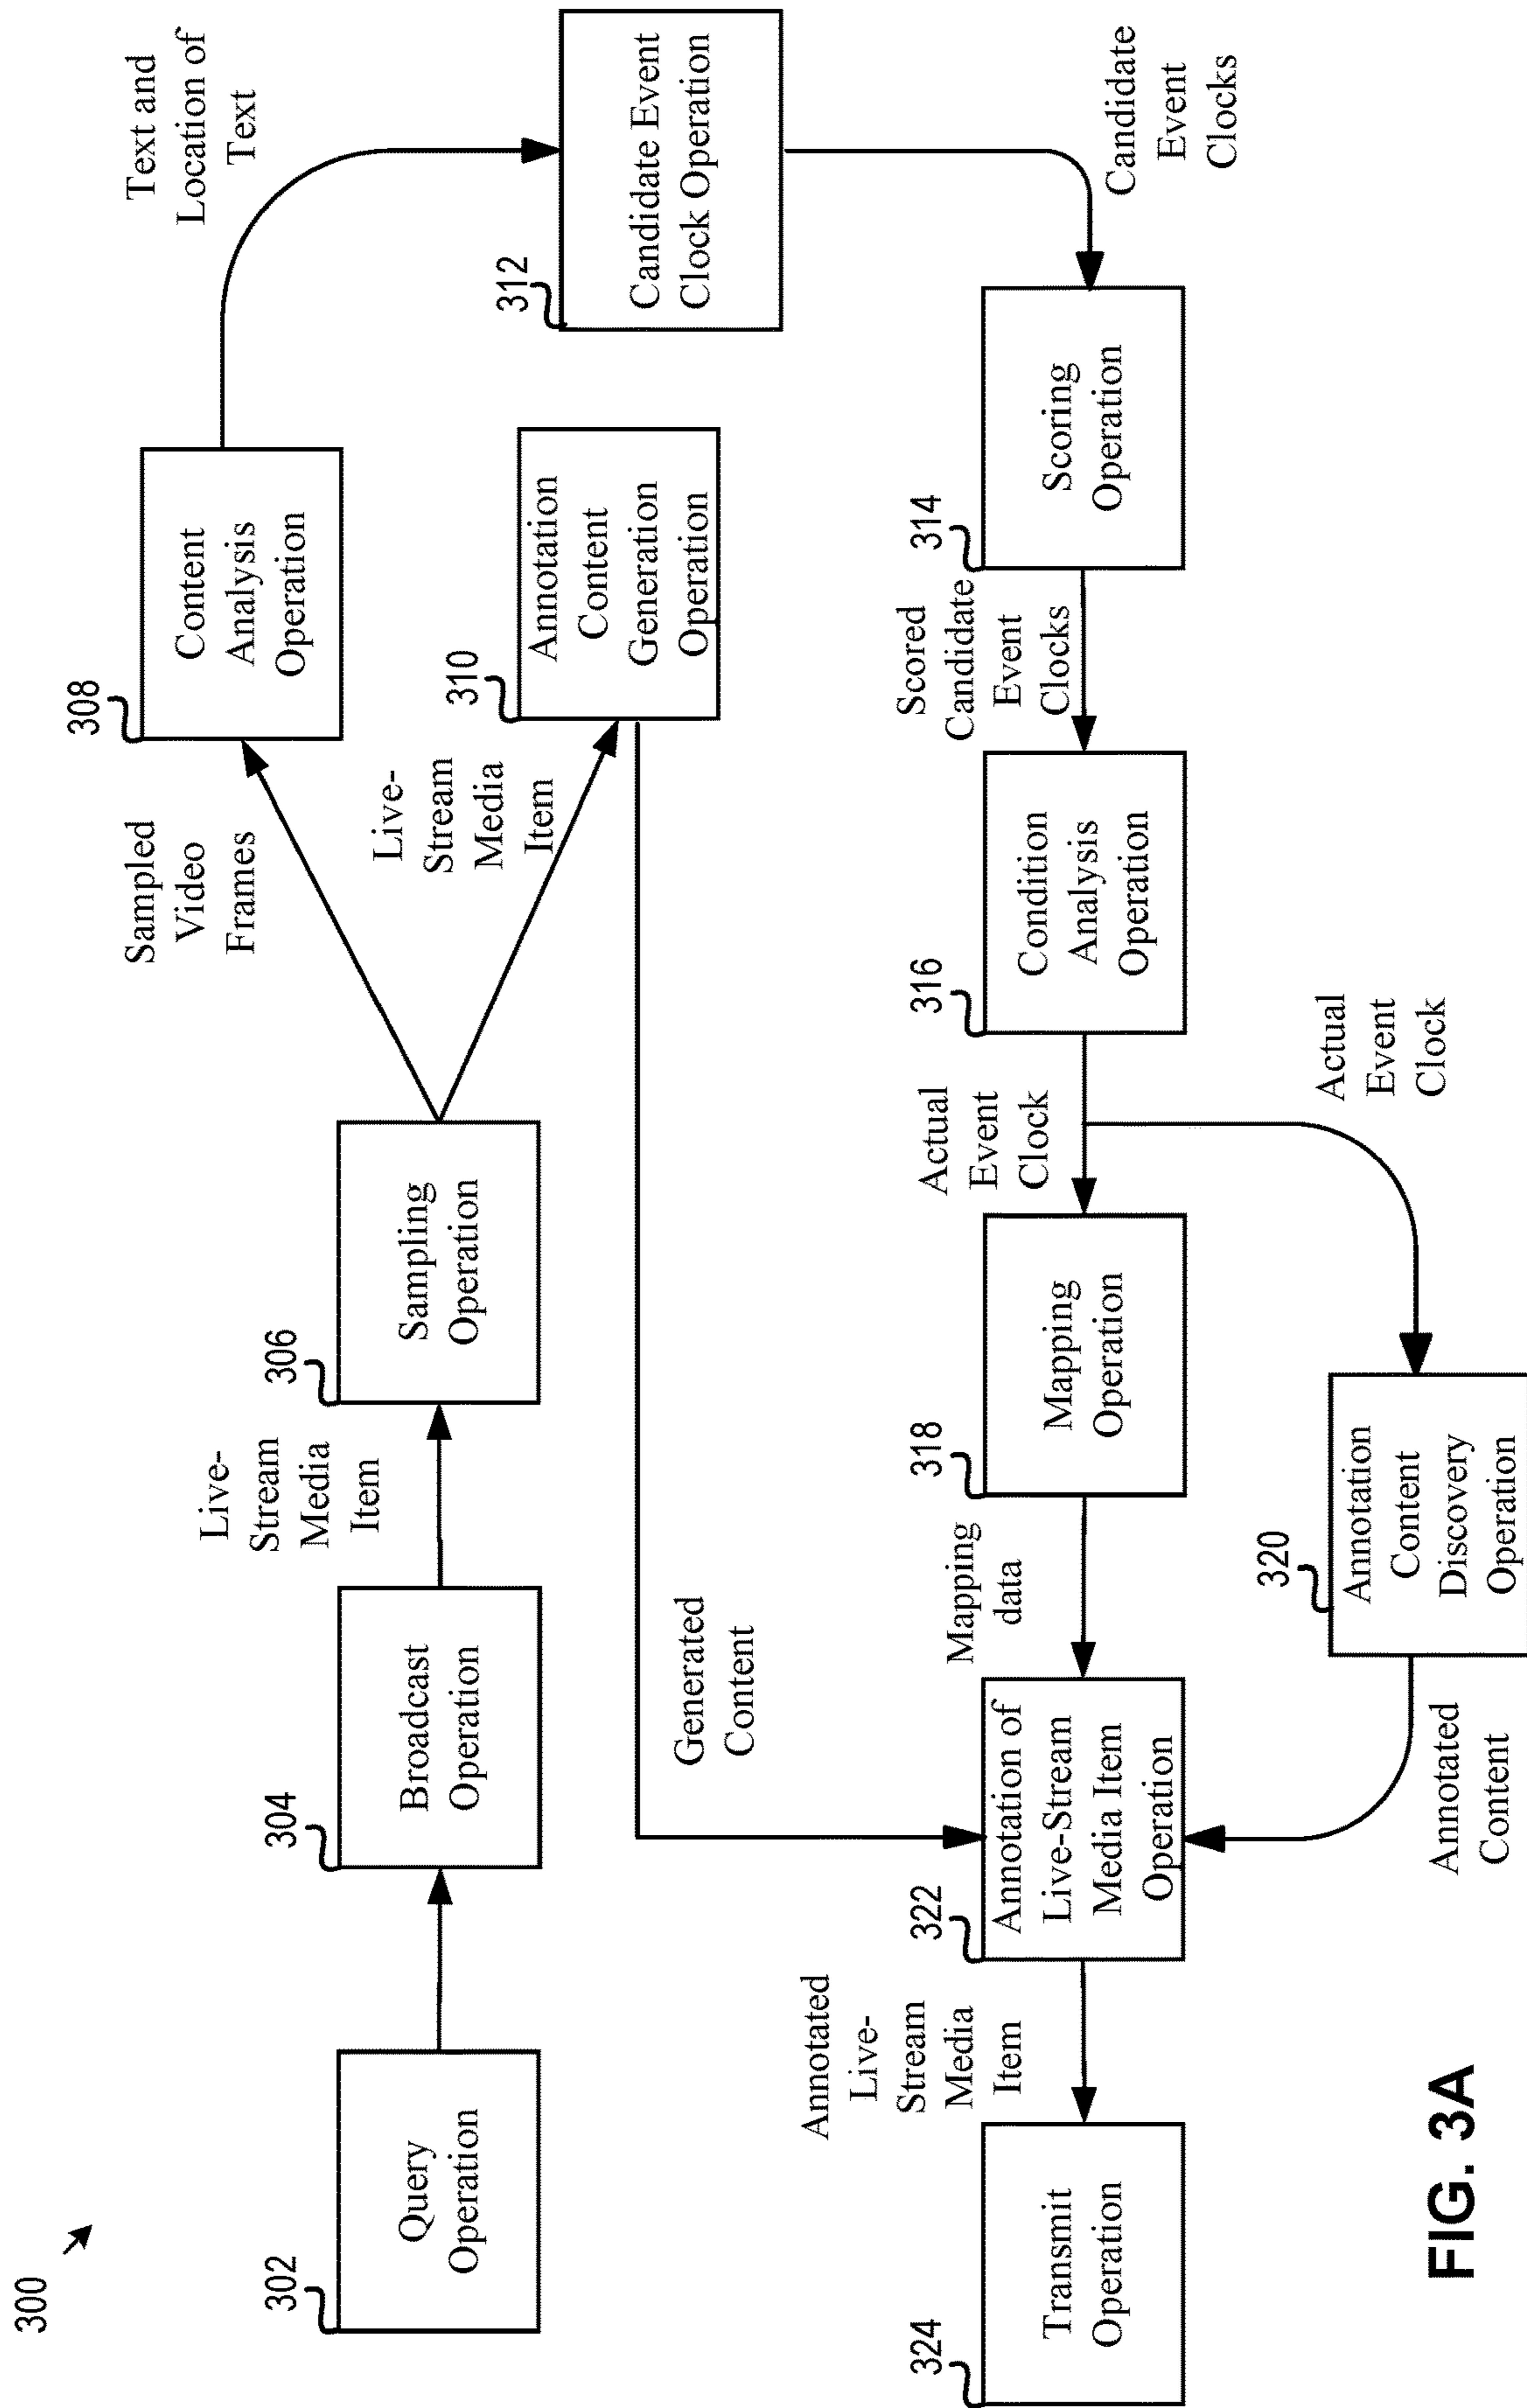 300
302
Query
Operation
304
Broadcast
Operation
Live-
Stream
Media
Item
306
Sampling
Operation
Sampled
Video
Frames
308
Content
Analysis
Operation
Text and
Location of
Text
Live-
Stream
Media
Item
310
Annotation
Content
Generation
Operation
312
Candidate Event
Clock Operation
Candidate
Event
Clocks
314
Scoring
Operation
Scored
Candidate
Event
Clocks
316
Condition
Analysis
Operation
Actual
Event
Clock
Actual
Event
Clock
318
Mapping
Operation
Mapping
data
320
Annotation
Content
Discovery
Operation
Annotated
Content
Generated
Content
322
Annotation of
Live-Stream
Media Item
Operation
Annotated
Live-
Stream
Media
Item
324
Transmit
Operation
FIG. 3A